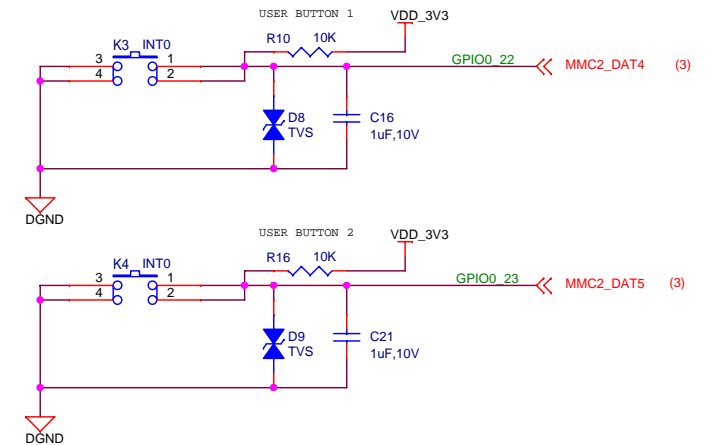 USER BUTTON 1
VDD_3V3
R10 10K
K3 INT0
GPIO0_22
MMC2_DAT4 (3)
3 1
4 2
D8
TVS
C16
1uF,10V
DGND
USER BUTTON 2
VDD_3V3
R16 10K
K4 INT0
GPIO0_23
MMC2_DAT5 (3)
3 1
4 2
D9
TVS
C21
1uF,10V
DGND